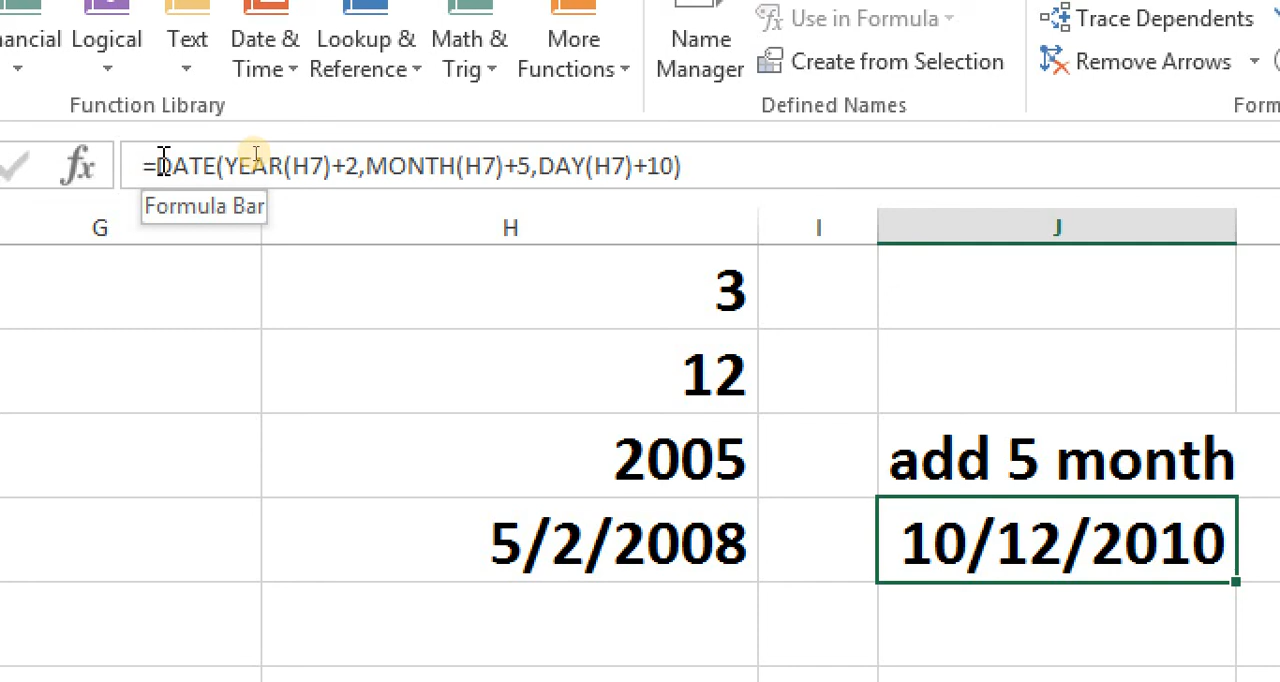 ancial Logical Text Date & Time Lookup & Reference Math & Trig More Functions Name Manager Use in Formula Trace Dependents
Create from Selection Remove Arrows
Function Library Defined Names Form
fx =DATE(YEAR(H7)+2,MONTH(H7)+5,DAY(H7)+10)
Formula Bar
G H I J
3
12
2005 add 5 month
5/2/2008 10/12/2010